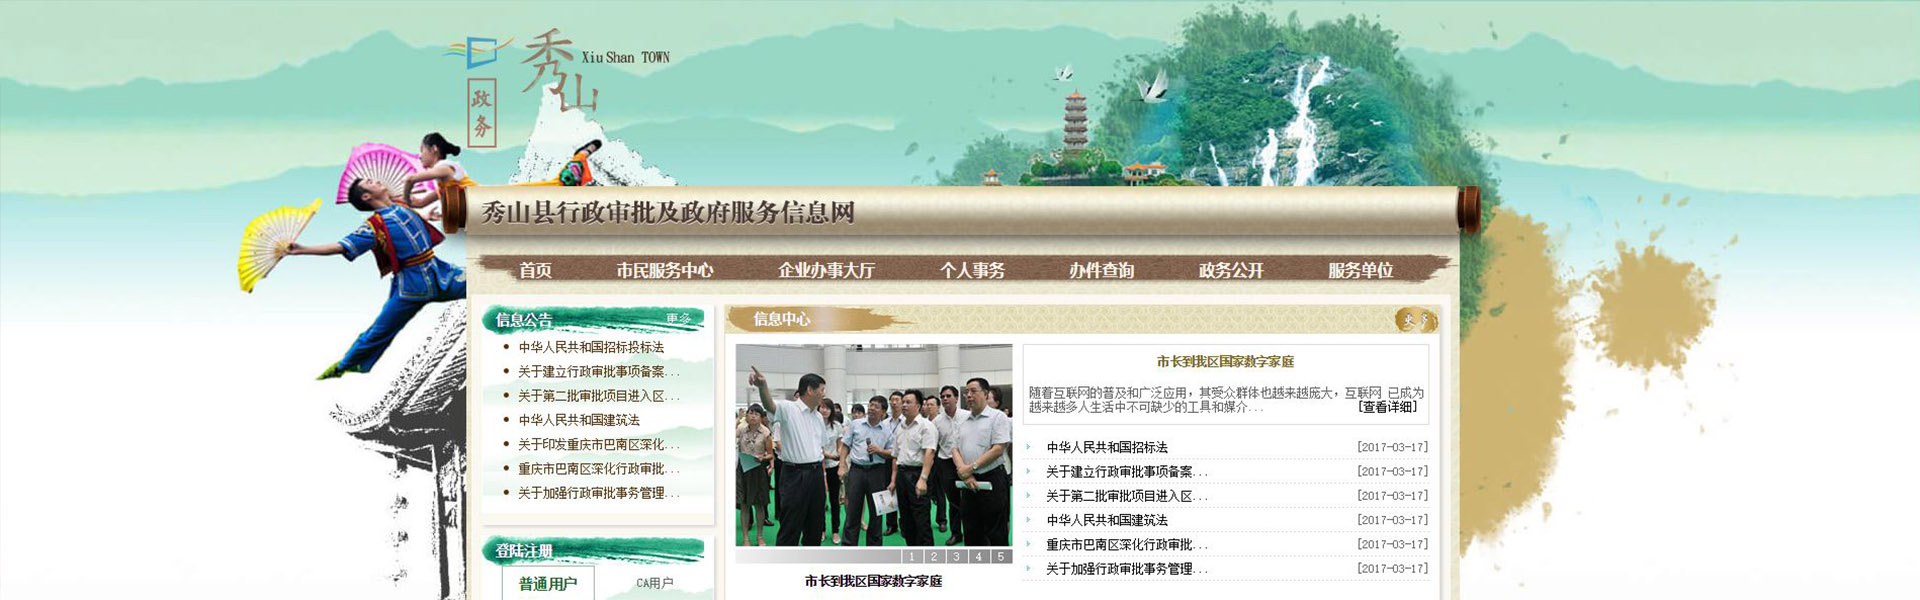 秀山
Xiu Shan TOWN
政务
秀山县行政审批及政府服务信息网
首页 市民服务中心 企业办事大厅 个人事务 办件查询 政务公开 服务单位
信息公告 更多
中华人民共和国招标投标法
关于建立行政审批事项备案...
关于第二批审批项目进入区...
中华人民共和国建筑法
关于印发重庆市巴南区深化...
重庆市巴南区深化行政审批...
关于加强行政审批事务管理...
登陆注册
普通用户 CA用户
信息中心 更多
1 2 3 4 5
市长到我区国家数字家庭
市长到我区国家数字家庭
随着互联网的普及和广泛应用，其受众群体也越来越庞大，互联网 已成为
越来越多人生活中不可缺少的工具和媒介... [查看详细]
中华人民共和国招标法 [2017-03-17]
关于建立行政审批事项备案... [2017-03-17]
关于第二批审批项目进入区... [2017-03-17]
中华人民共和国建筑法 [2017-03-17]
重庆市巴南区深化行政审批... [2017-03-17]
关于加强行政审批事务管理... [2017-03-17]